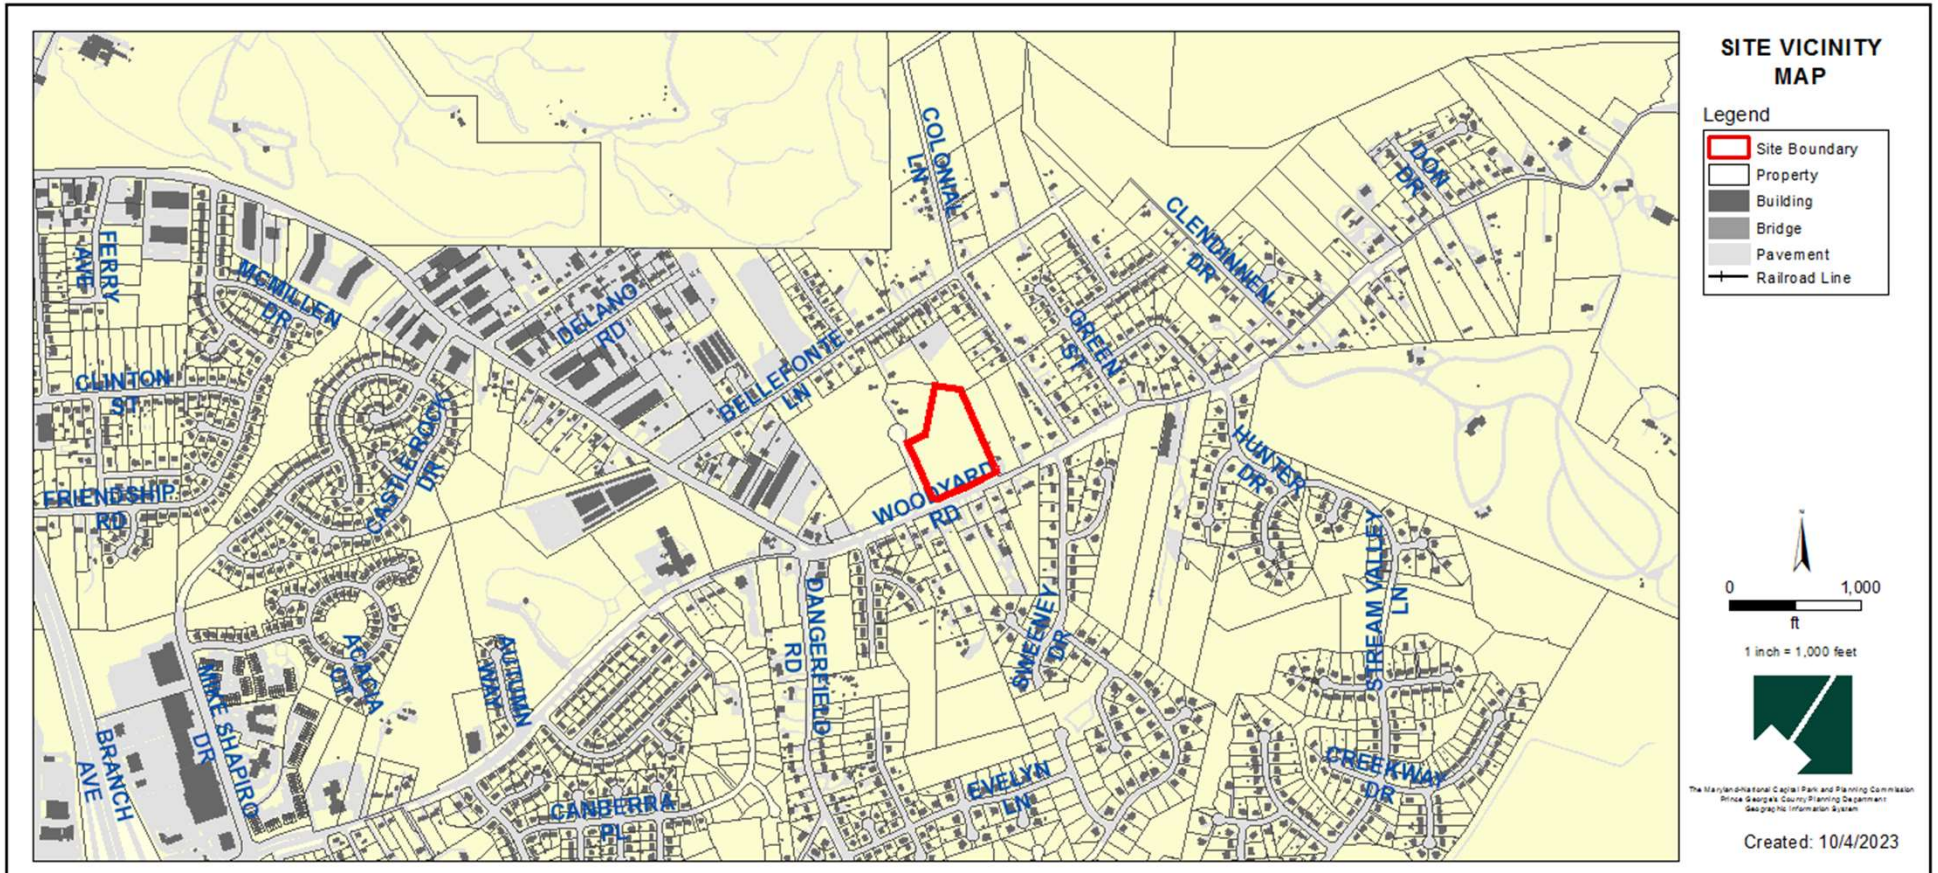 SITE VICINITY
MAP
Legend
Site Boundary
Property
Building
Bridge
Pavement
Railroad Line
N
0 1,000
ft
1 inch = 1,000 feet
The Maryland-National Capital Park and Planning Commission
Prince George's County Planning Department
Geographic Information System
Created: 10/4/2023
COLONIAL
LN
DON
DR
CLENDINNEN
DR
FERRY
AVE
MCMILLEN
DR
DELANO
RD
GREEN
ST
BELLEFONTE
LN
CLINTON
ST
CASTLE ROCK
DR
FRIENDSHIP
RD
WOODYARD
RD
HUNTER
DR
STREAM VALLEY
LN
DANGERFIELD
RD
SWEENEY
DR
ACACIA
CT
AUTUMN
WAY
MIKE SHAPIRO
DR
BRANCH
AVE
CANBERRA
PL
EVELYN
LN
CREEKWAY
DR